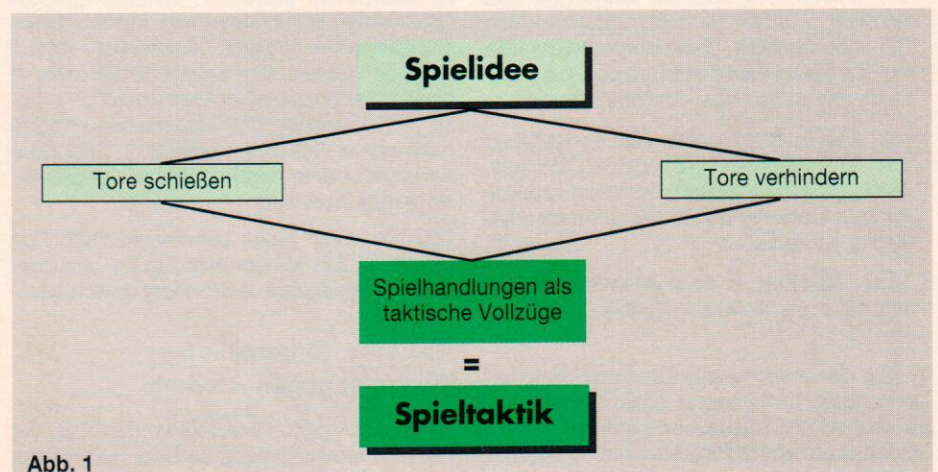 Spielidee
Tore schießen
Tore verhindern
Spielhandlungen als
taktische Vollzüge
=
Spieltaktik
Abb. 1